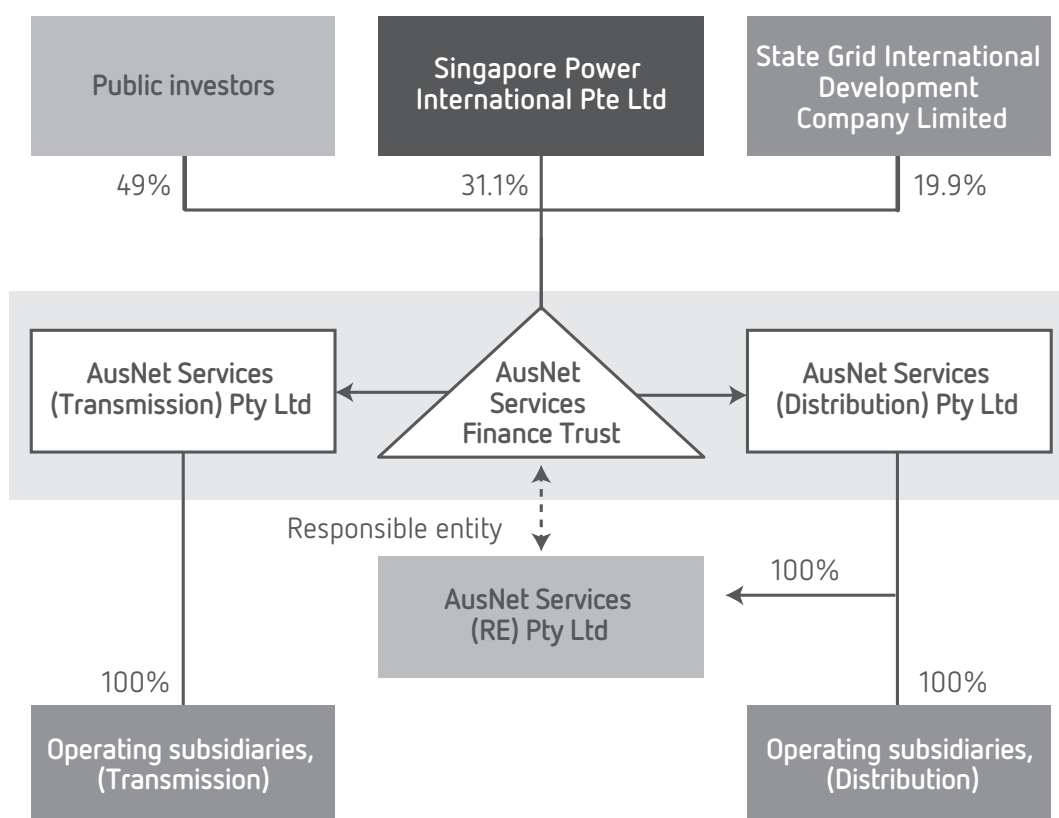 Public investors
Singapore Power
International Pte Ltd
State Grid International
Development
Company Limited
49%
31.1%
19.9%
AusNet Services
(Transmission) Pty Ltd
AusNet
Services
Finance Trust
AusNet Services
(Distribution) Pty Ltd
Responsible entity
100%
AusNet Services
(RE) Pty Ltd
100%
100%
Operating subsidiaries,
(Transmission)
Operating subsidiaries,
(Distribution)